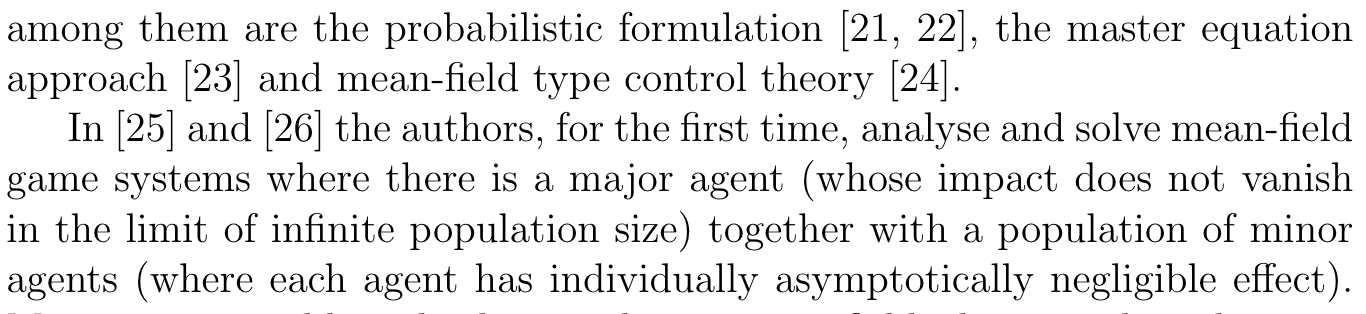 among them are the probabilistic formulation [21, 22], the master equation
approach [23] and mean-field type control theory [24].
In [25] and [26] the authors, for the first time, analyse and solve mean-field
game systems where there is a major agent (whose impact does not vanish
in the limit of infinite population size) together with a population of minor
agents (where each agent has individually asymptotically negligible effect).